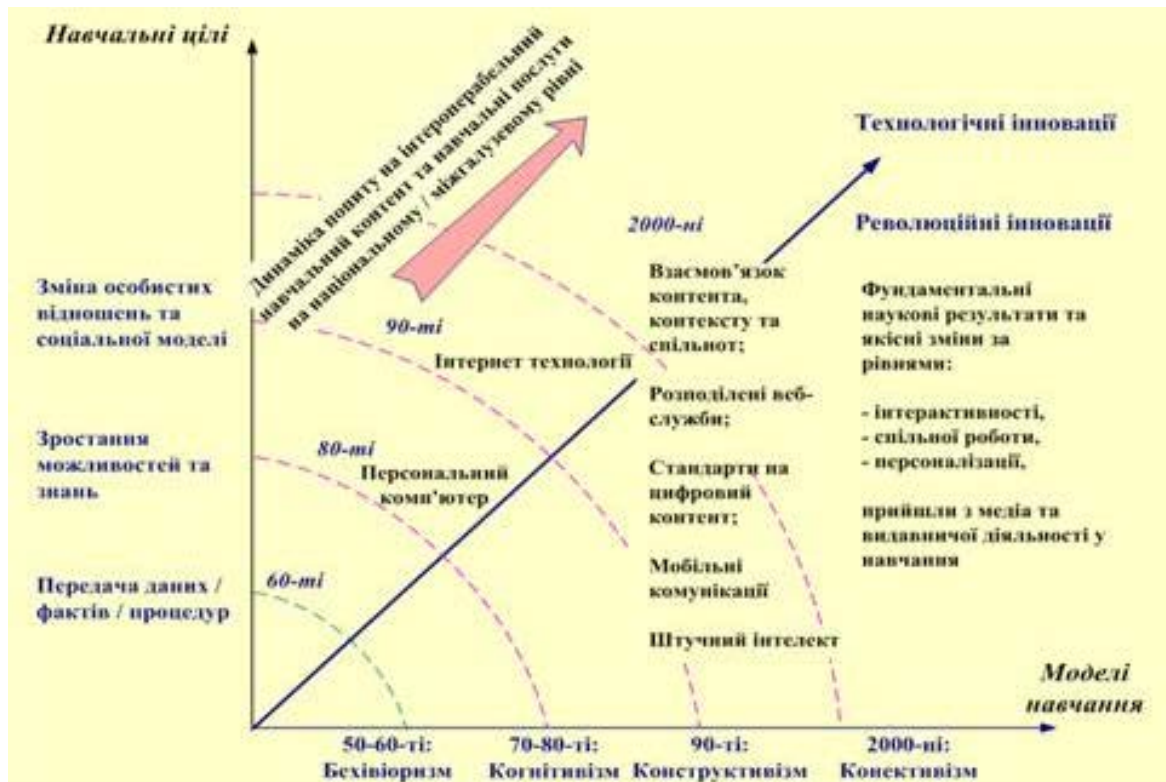 Навчальні цілі
Динаміка попиту на інтероперабельний
навчальний контент та навчальні послуги
на національному / міжгалузевому рівні
Технологічні інновації
Революційні інновації
2000-ні
Взаємов'язок
контента,
контексту та
спільнот;
Фундаментальні
наукові результати та
якісні зміни за
рівнями:
Зміна особистих
відношень та
соціальної моделі
90-ті
Інтернет технології
Розподілені веб-
служби;
- інтерактивності,
- спільної роботи,
- персоналізації,
Зростання
можливостей та
знань
80-ті
Персональний
комп'ютер
Стандарти на
цифровий
контент;
прийшли з медіа та
видавничої діяльності у
навчання
Передача даних /
фактів / процедур
60-ті
Мобільні
комунікації
Штучний інтелект
Моделі
навчання
50-60-ті:
Бехівіоризм
70-80-ті:
Когнітивізм
90-ті:
Конструктивізм
2000-ні:
Конективізм